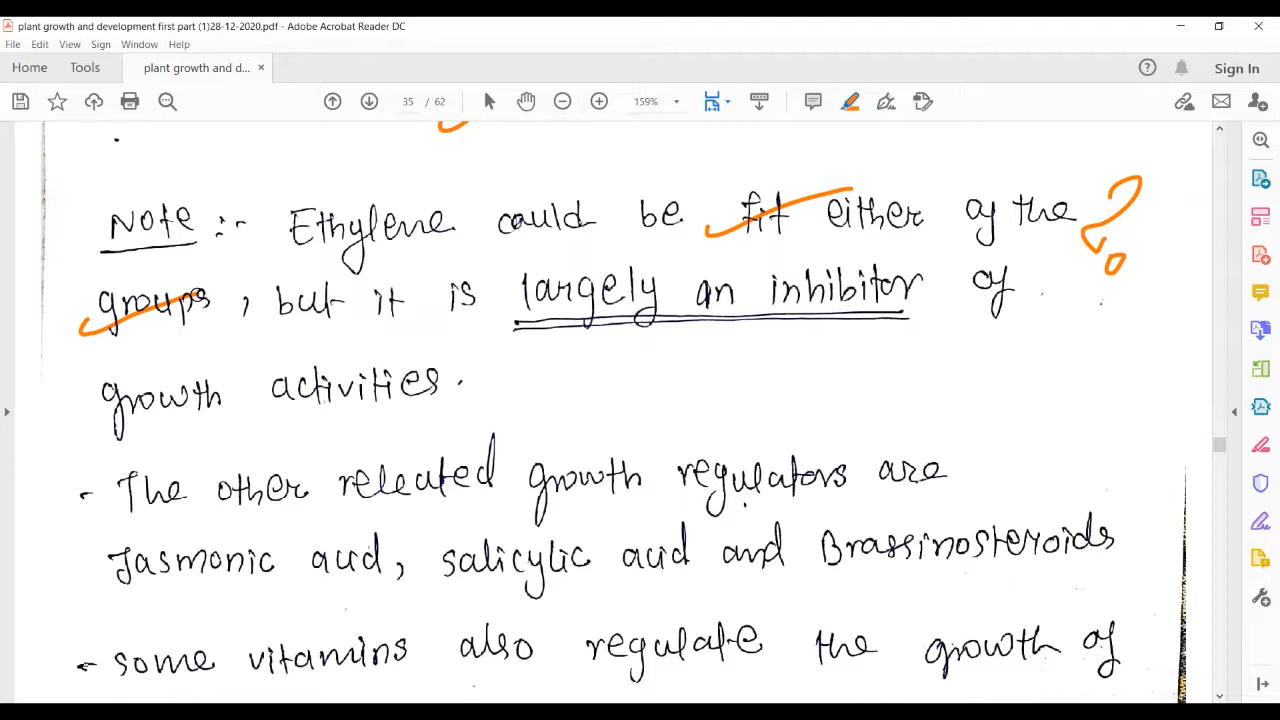 plant growth and development first part (1)28-12-2020.pdf - Adobe Acrobat Reader DC
File Edit View Sign Window Help
Home Tools plant growth and d... × Sign In
35 / 62 159%
Note :- Ethylene could be fit either of the ?
groups, but it is largely an inhibitor of
growth activities.
- The other releated growth regulators are
Jasmonic acid, salicylic acid and Brassinosteroids
- some vitamins also regulate the growth of